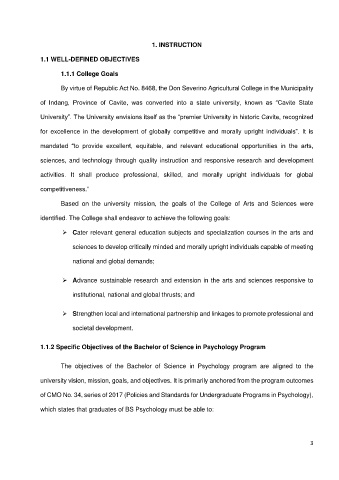 1. INSTRUCTION
1.1 WELL-DEFINED OBJECTIVES
1.1.1 College Goals
By virtue of Republic Act No. 8468, the Don Severino Agricultural College in the Municipality
of Indang, Province of Cavite, was converted into a state university, known as “Cavite State
University”. The University envisions itself as the “premier University in historic Cavite, recognized
for excellence in the development of globally competitive and morally upright individuals”. It is
mandated “to provide excellent, equitable, and relevant educational opportunities in the arts,
sciences, and technology through quality instruction and responsive research and development
activities. It shall produce professional, skilled, and morally upright individuals for global
competitiveness.”
Based on the university mission, the goals of the College of Arts and Sciences were
identified. The College shall endeavor to achieve the following goals:
➢ Cater relevant general education subjects and specialization courses in the arts and
sciences to develop critically minded and morally upright individuals capable of meeting
national and global demands;
➢ Advance sustainable research and extension in the arts and sciences responsive to
institutional, national and global thrusts; and
➢ Strengthen local and international partnership and linkages to promote professional and
societal development.
1.1.2 Specific Objectives of the Bachelor of Science in Psychology Program
The objectives of the Bachelor of Science in Psychology program are aligned to the
university vision, mission, goals, and objectives. It is primarily anchored from the program outcomes
of CMO No. 34, series of 2017 (Policies and Standards for Undergraduate Programs in Psychology),
which states that graduates of BS Psychology must be able to:
3